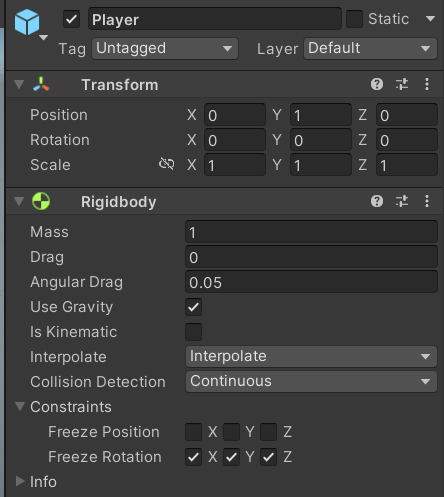 Player Static
Tag Untagged Layer Default
Transform
Position X 0 Y 1 Z 0
Rotation X 0 Y 0 Z 0
Scale X 1 Y 1 Z 1
Rigidbody
Mass 1
Drag 0
Angular Drag 0.05
Use Gravity
Is Kinematic
Interpolate Interpolate
Collision Detection Continuous
Constraints
Freeze Position X Y Z
Freeze Rotation X Y Z
Info